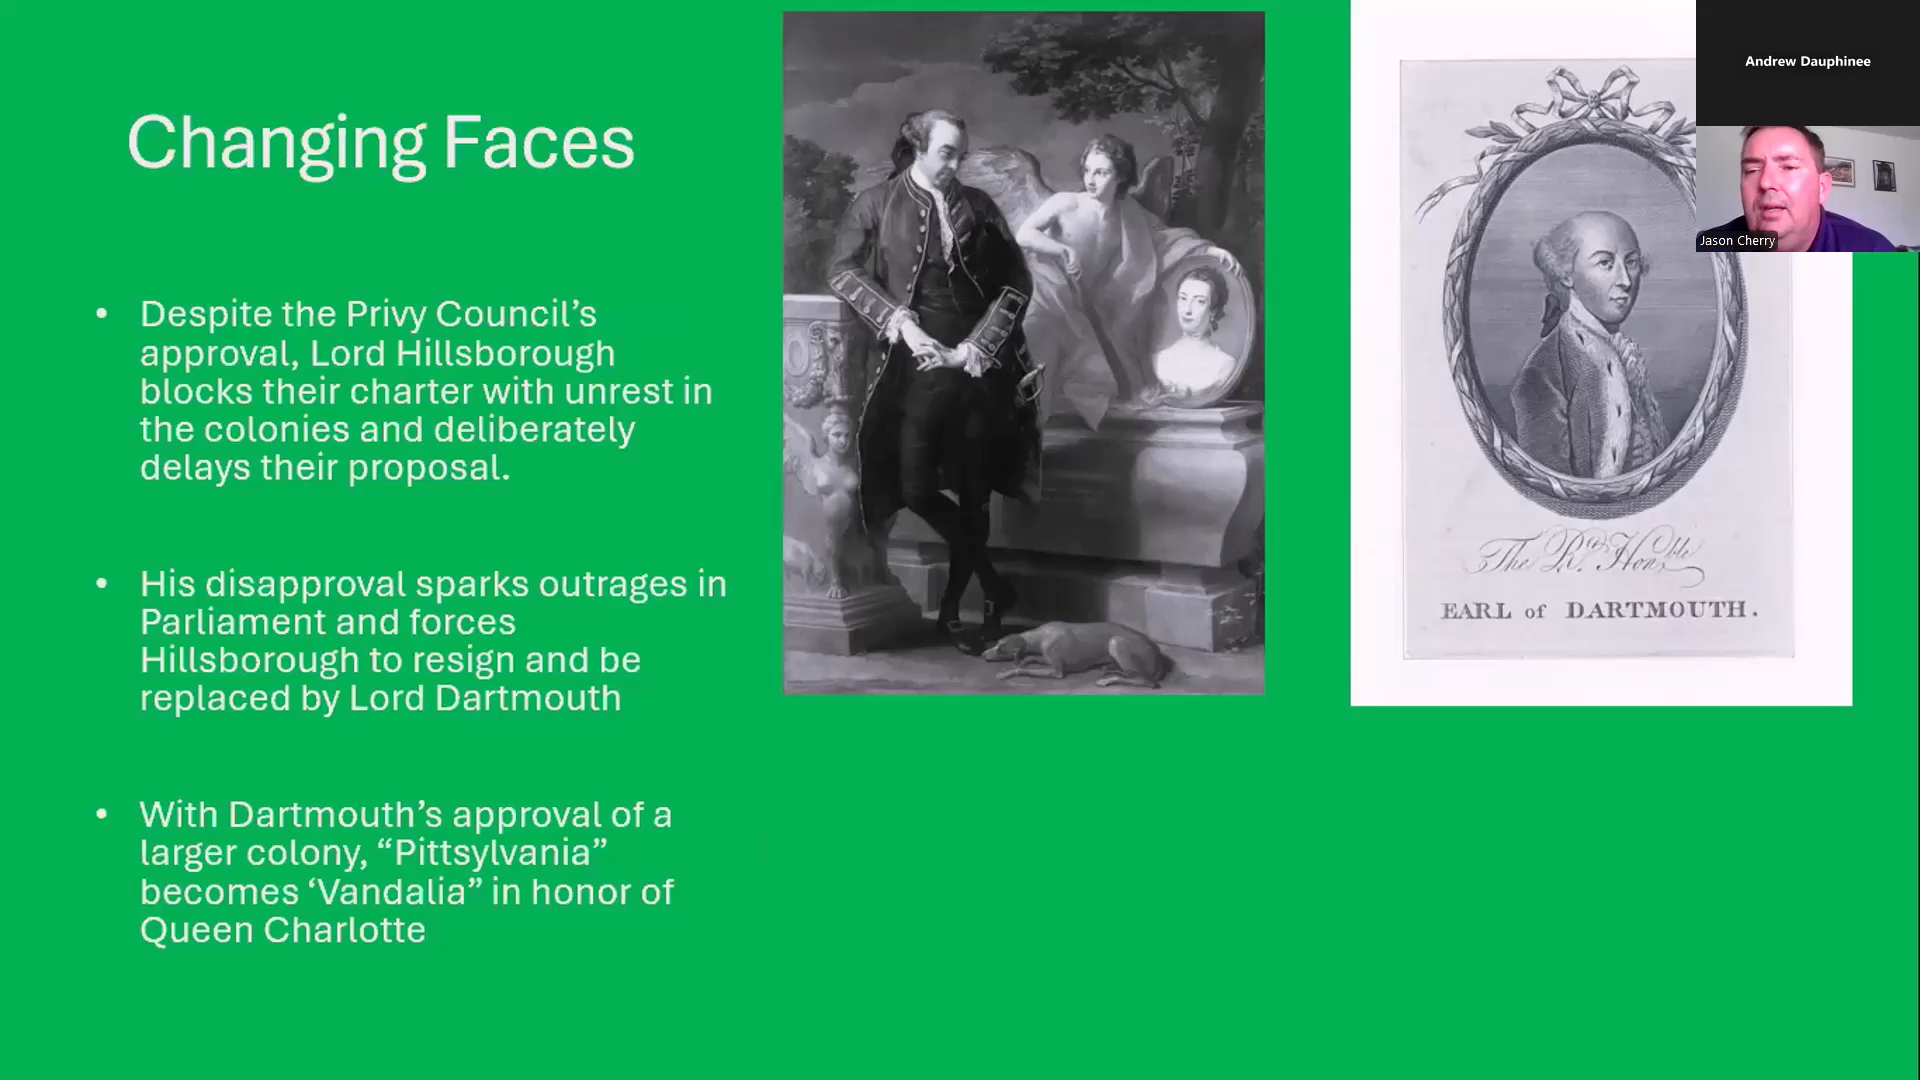 Changing Faces
• Despite the Privy Council’s
approval, Lord Hillsborough
blocks their charter with unrest in
the colonies and deliberately
delays their proposal.
• His disapproval sparks outrages in
Parliament and forces
Hillsborough to resign and be
replaced by Lord Dartmouth
• With Dartmouth’s approval of a
larger colony, “Pittsylvania”
becomes ‘Vandalia” in honor of
Queen Charlotte
The Rt. Honble
EARL of DARTMOUTH.
Andrew Dauphinee
Jason Cherry